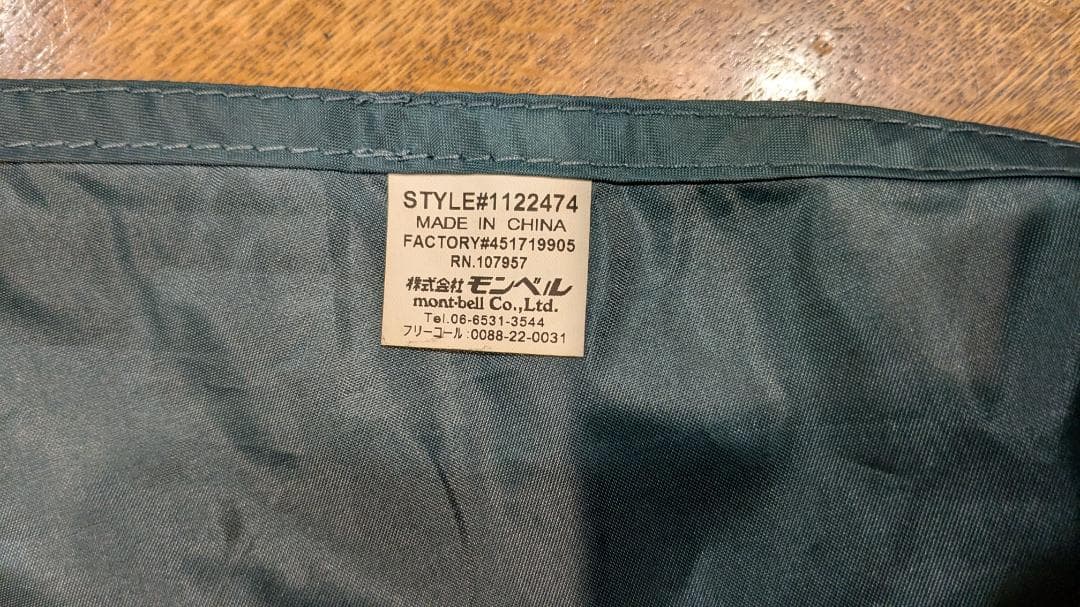 STYLE#1122474
MADE IN CHINA
FACTORY#451719905
RN.107957
株式会社 モンベル
mont-bell Co.,Ltd.
Tel.06-6531-3544
フリーコール:0088-22-0031